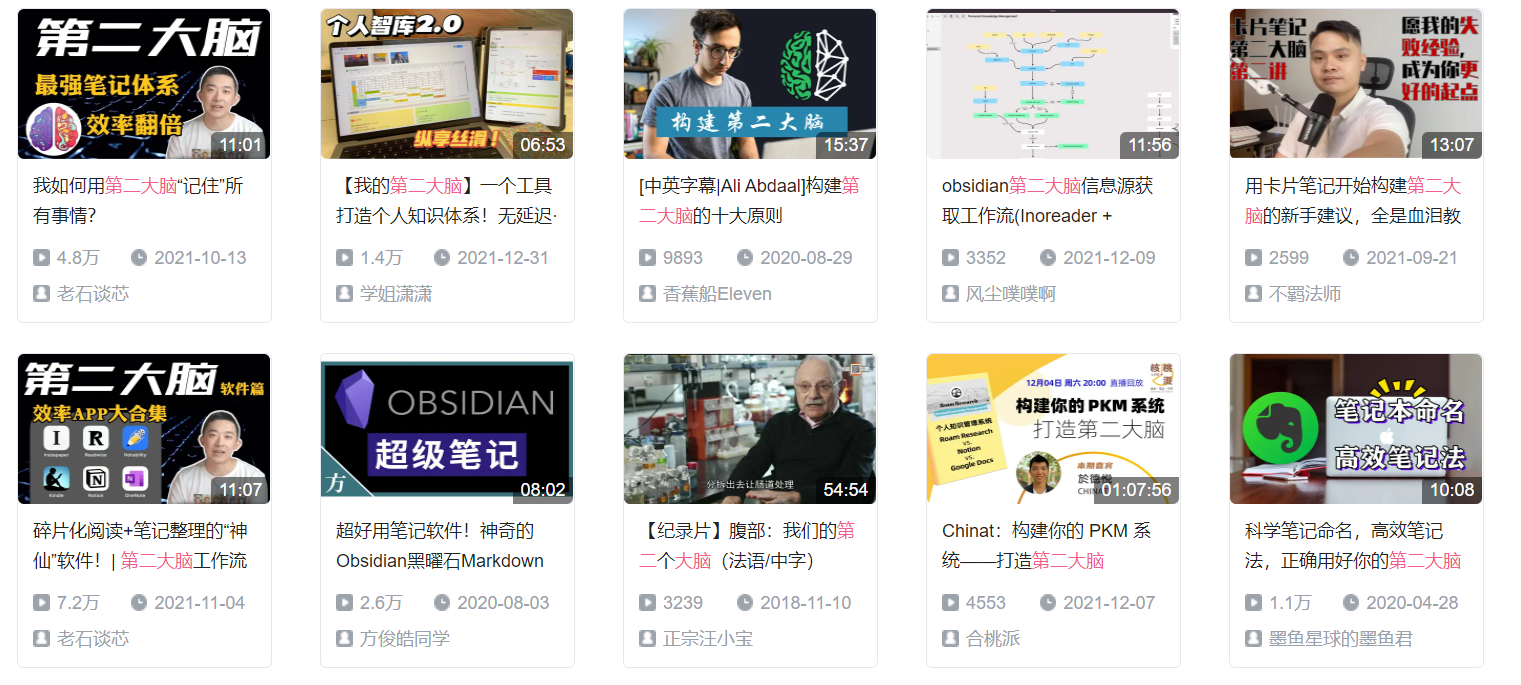 第二大脑
最强笔记体系
效率翻倍
11:01
我如何用第二大脑“记住”所
有事情?
4.8万 2021-10-13
老石谈芯
个人智库2.0
纵享丝滑!
06:53
【我的第二大脑】一个工具
打造个人知识体系！无延迟·
1.4万 2021-12-31
学姐潇潇
构建第二大脑
15:37
[中英字幕|Ali Abdaal]构建第
二大脑的十大原则
9893 2020-08-29
香蕉船Eleven
Personal Knowledge Management
11:56
obsidian第二大脑信息源获
取工作流(Inoreader +
3352 2021-12-09
风尘噗噗啊
卡片笔记
第二大脑
第二讲
愿我的失
败经验,
成为你更
好的起点
13:07
用卡片笔记开始构建第二大
脑的新手建议，全是血泪教
2599 2021-09-21
不羁法师
第二大脑 软件篇
效率APP大合集
I R
Instapaper Readwise Notability
Kindle Notion OneNote
11:07
碎片化阅读+笔记整理的“神
仙”软件！| 第二大脑工作流
7.2万 2021-11-04
老石谈芯
OBSIDIAN
超级笔记
方
08:02
超好用笔记软件！神奇的
Obsidian黑曜石Markdown
2.6万 2020-08-03
方俊皓同学
分拆出去让肠道处理
54:54
【纪录片】腹部：我们的第
二个大脑（法语/中字）
3239 2018-11-10
正宗汪小宝
核桃派
12月04日 周六 20:00 直播回放
构建你的 PKM 系统
打造第二大脑
Roam Research
个人知识管理系统
Roam Research
vs.
Notion
vs.
Google Docs
本期嘉宾
於德悦
CHINA
01:07:56
Chinat：构建你的 PKM 系
统——打造第二大脑
4553 2021-12-07
合桃派
笔记本命名
高效笔记法
10:08
科学笔记命名，高效笔记
法，正确用好你的第二大脑
1.1万 2020-04-28
墨鱼星球的墨鱼君